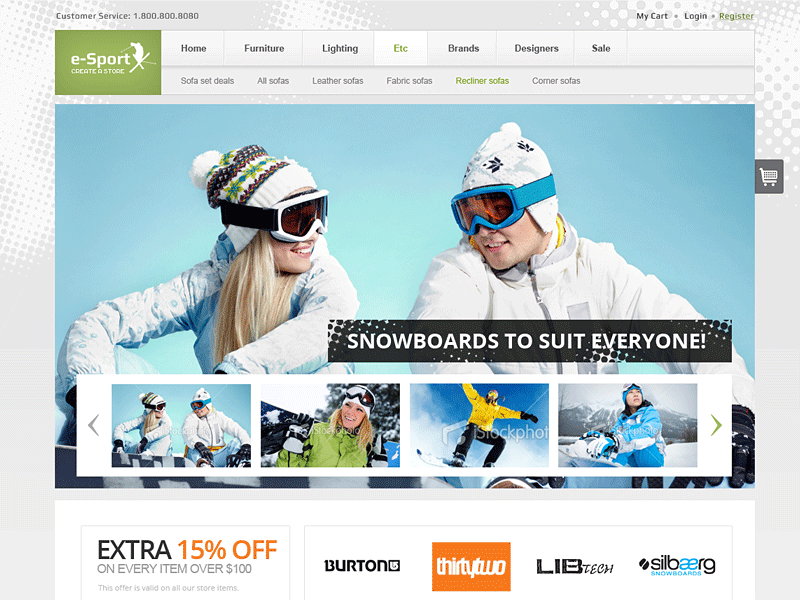 Customer Service: 1.800.800.8080
My Cart • Login • Register
e-Sport
CREATE A STORE
Home Furniture Lighting Etc Brands Designers Sale
Sofa set deals All sofas Leather sofas Fabric sofas Recliner sofas Corner sofas
SNOWBOARDS TO SUIT EVERYONE!
iStockphoto
iStockphot
EXTRA 15% OFF
ON EVERY ITEM OVER $100
This offer is valid on all our store items.
BURTON
thirtytwo
LIB TECH
silbaerg
SNOWBOARDS